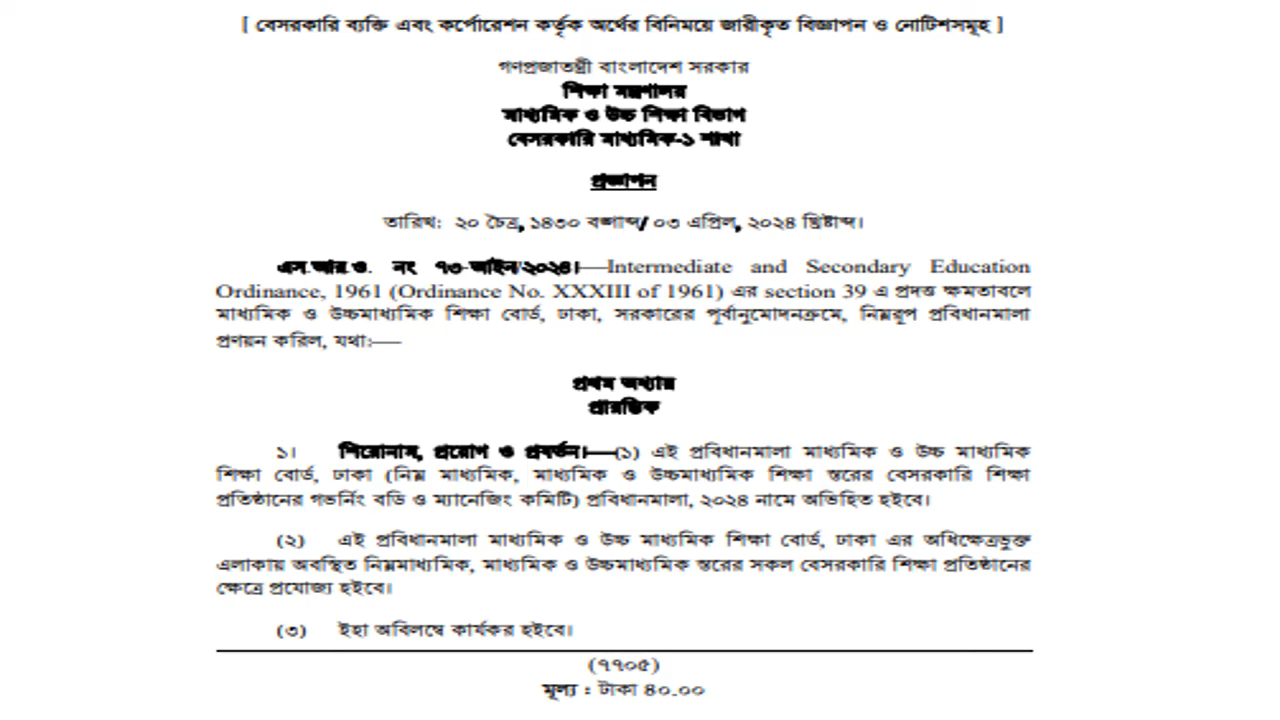 [ বেসরকারি ব্যক্তি এবং কর্পোরেশন কর্তৃক অর্থের বিনিময়ে জারীকৃত বিজ্ঞাপন ও নোটিশসমূহ ]
গণপ্রজাতন্ত্রী বাংলাদেশ সরকার
শিক্ষা মন্ত্রণালয়
মাধ্যমিক ও উচ্চ শিক্ষা বিভাগ
বেসরকারি মাধ্যমিক-১ শাখা
প্রজ্ঞাপন
তারিখ: ২০ চৈত্র, ১৪৩০ বঙ্গাব্দ/ ০৩ এপ্রিল, ২০২৪ খ্রিষ্টাব্দ।
এস.আর.ও. নং ৭৩-আইন/২০২৪।—Intermediate and Secondary Education
Ordinance, 1961 (Ordinance No. XXXIII of 1961) এর section 39 এ প্রদত্ত ক্ষমতাবলে
মাধ্যমিক ও উচ্চমাধ্যমিক শিক্ষা বোর্ড, ঢাকা, সরকারের পূর্বানুমোদনক্রমে, নিম্নরূপ প্রবিধানমালা
প্রণয়ন করিল, যথা:—
প্রথম অধ্যায়
প্রারম্ভিক
১। শিরোনাম, প্রয়োগ ও প্রবর্তন।—(১) এই প্রবিধানমালা মাধ্যমিক ও উচ্চ মাধ্যমিক
শিক্ষা বোর্ড, ঢাকা (নিম্ন মাধ্যমিক, মাধ্যমিক ও উচ্চমাধ্যমিক শিক্ষা স্তরের বেসরকারি শিক্ষা
প্রতিষ্ঠানের গভর্নিং বডি ও ম্যানেজিং কমিটি) প্রবিধানমালা, ২০২৪ নামে অভিহিত হইবে।
(২) এই প্রবিধানমালা মাধ্যমিক ও উচ্চ মাধ্যমিক শিক্ষা বোর্ড, ঢাকা এর অধিক্ষেত্রভুক্ত
এলাকায় অবস্থিত নিম্নমাধ্যমিক, মাধ্যমিক ও উচ্চমাধ্যমিক স্তরের সকল বেসরকারি শিক্ষা প্রতিষ্ঠানের
ক্ষেত্রে প্রযোজ্য হইবে।
(৩) ইহা অবিলম্বে কার্যকর হইবে।
(৭৭০৫)
মূল্য : টাকা ৪০.০০